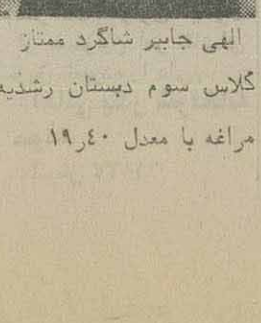 الهی جابیر شاگرد ممتاز
کلاس سوم دبستان رشدیه
مراغه با معدل ۱۹٫۴۰